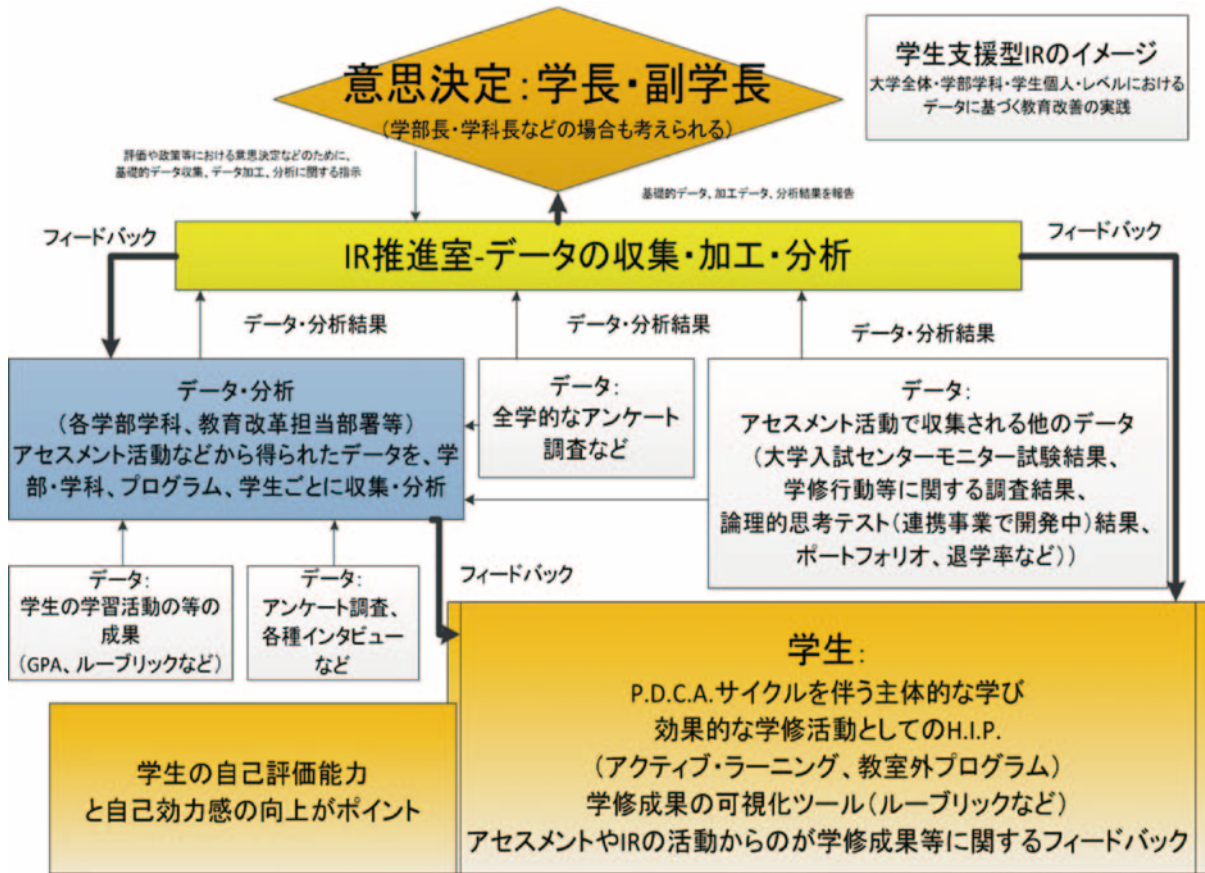 意思決定：学長・副学長
（学部長・学科長などの場合も考えられる）
学生支援型IRのイメージ
大学全体・学部学科・学生個人・レベルにおける
データに基づく教育改善の実践
評価や政策等における意思決定などのために、
基礎的データ収集、データ加工、分析に関する指示
基礎的データ、加工データ、分析結果を報告
フィードバック
フィードバック
IR推進室-データの収集・加工・分析
データ・分析結果
データ・分析結果
データ・分析結果
データ・分析
（各学部学科、教育改革担当部署等）
アセスメント活動などから得られたデータを、学
部・学科、プログラム、学生ごとに収集・分析
データ：
全学的なアンケート
調査など
データ：
アセスメント活動で収集される他のデータ
（大学入試センターモニター試験結果、
学修行動等に関する調査結果、
論理的思考テスト（連携事業で開発中）結果、
ポートフォリオ、退学率など））
データ：
学生の学習活動の等の
成果
（GPA、ルーブリックなど）
データ：
アンケート調査、
各種インタビュー
など
フィードバック
学生：
P.D.C.A.サイクルを伴う主体的な学び
効果的な学修活動としてのH.I.P.
（アクティブ・ラーニング、教室外プログラム）
学修成果の可視化ツール（ルーブリックなど）
アセスメントやIRの活動からのが学修成果等に関するフィードバック
学生の自己評価能力
と自己効力感の向上がポイント